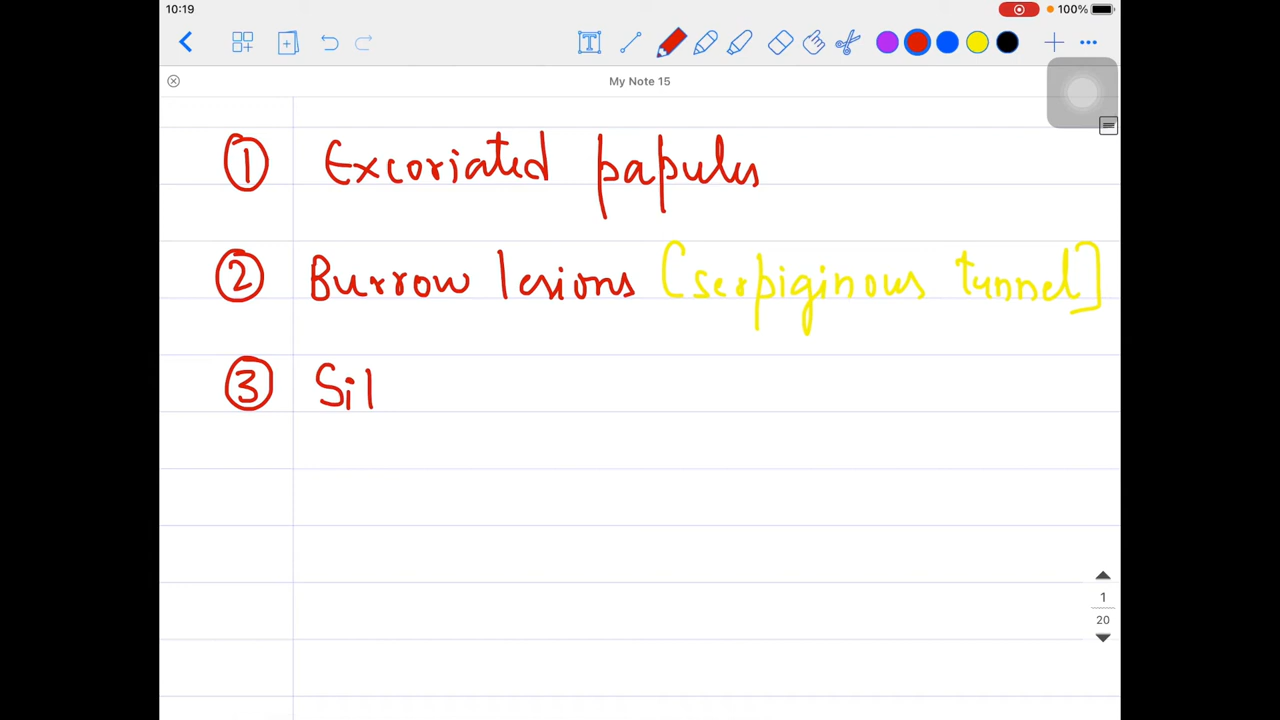 10:19
100%
T
My Note 15
① Excoriated papules
② Burrow lesions [serpiginous tunnel]
③ Sil
1
20